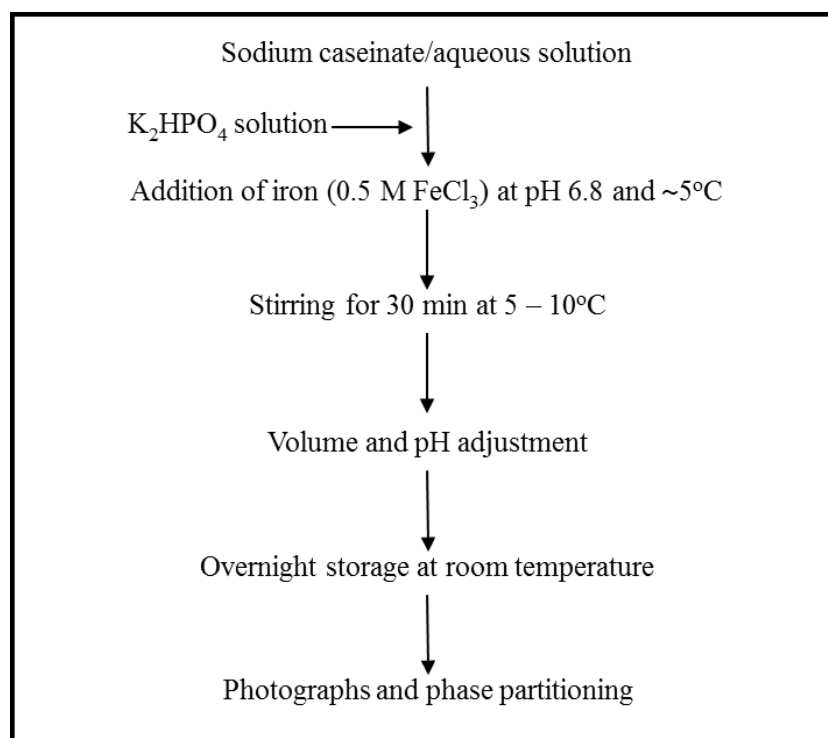 Sodium caseinate/aqueous solution
K₂HPO₄ solution
Addition of iron (0.5 M FeCl₃) at pH 6.8 and ~5°C
Stirring for 30 min at 5 – 10°C
Volume and pH adjustment
Overnight storage at room temperature
Photographs and phase partitioning